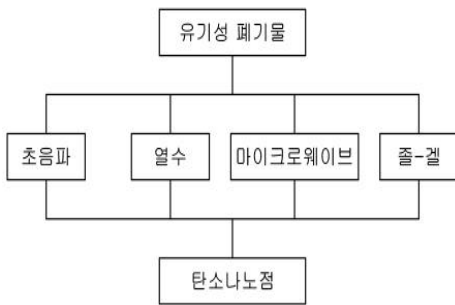 유기성 폐기물
초음파
열수
마이크로웨이브
졸-겔
탄소나노점